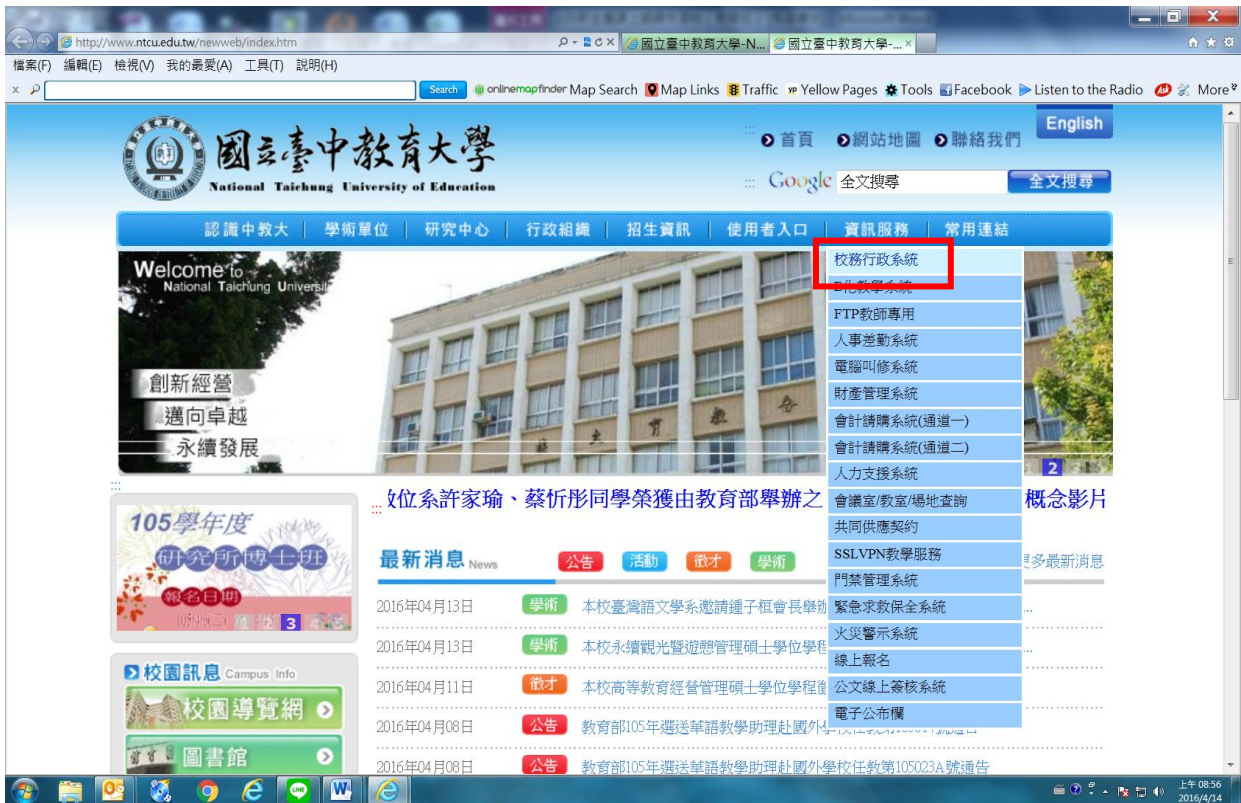 http://www.ntcu.edu.tw/newweb/index.htm
國立臺中教育大學-N...
國立臺中教育大學-...
檔案(F) 編輯(E) 檢視(V) 我的最愛(A) 工具(T) 說明(H)
Search onlinemapfinder Map Search Map Links Traffic YP Yellow Pages Tools Facebook Listen to the Radio More
English
國立臺中教育大學
National Taichung University of Education
首頁 網站地圖 聯絡我們
Google 全文搜尋 全文搜尋
認識中教大 學術單位 研究中心 行政組織 招生資訊 使用者入口 資訊服務 常用連結
校務行政系統
E化教學系統
FTP教師專用
人事差勤系統
電腦叫修系統
財產管理系統
會計請購系統(通道一)
會計請購系統(通道二)
人力支援系統
會議室/教室/場地查詢
共同供應契約
SSLVPN教學服務
門禁管理系統
緊急求救保全系統
火災警示系統
線上報名
公文線上簽核系統
電子公布欄
Welcome to
National Taichung Universit
創新經營
邁向卓越
永續發展
2
數位系許家瑜、蔡忻彤同學榮獲由教育部舉辦之 概念影片
105學年度
研究所博士班
報名日期
1 2 3 4
最新消息 News 公告 活動 徵才 學術 更多最新消息
2016年04月13日 學術 本校臺灣語文學系邀請鍾子桓會長舉辦 ...
2016年04月13日 學術 本校永續觀光暨遊憩管理碩士學位學程 ...
2016年04月11日 徵才 本校高等教育經營管理碩士學位學程
2016年04月08日 公告 教育部105年選送華語教學助理赴國外學校任教第105014號通告
2016年04月08日 公告 教育部105年選送華語教學助理赴國外學校任教第105023A號通告
校園訊息 Campus Info
校園導覽網
圖書館
上午 08:56
2016/4/14